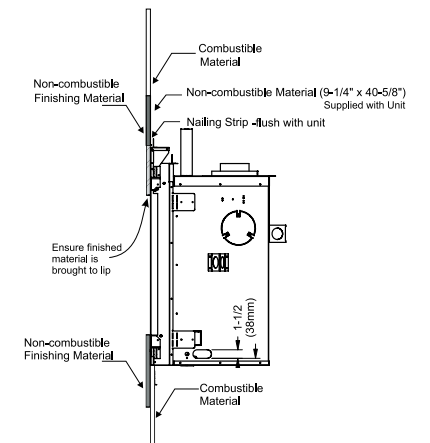 Combustible
Material
Non-combustible
Finishing Material
Non-combustible Material (9-1/4" x 40-5/8")
Supplied with Unit
Nailing Strip -flush with unit
Ensure finished
material is
brought to lip
1-1/2
(38mm)
Non-combustible
Finishing Material
Combustible
Material